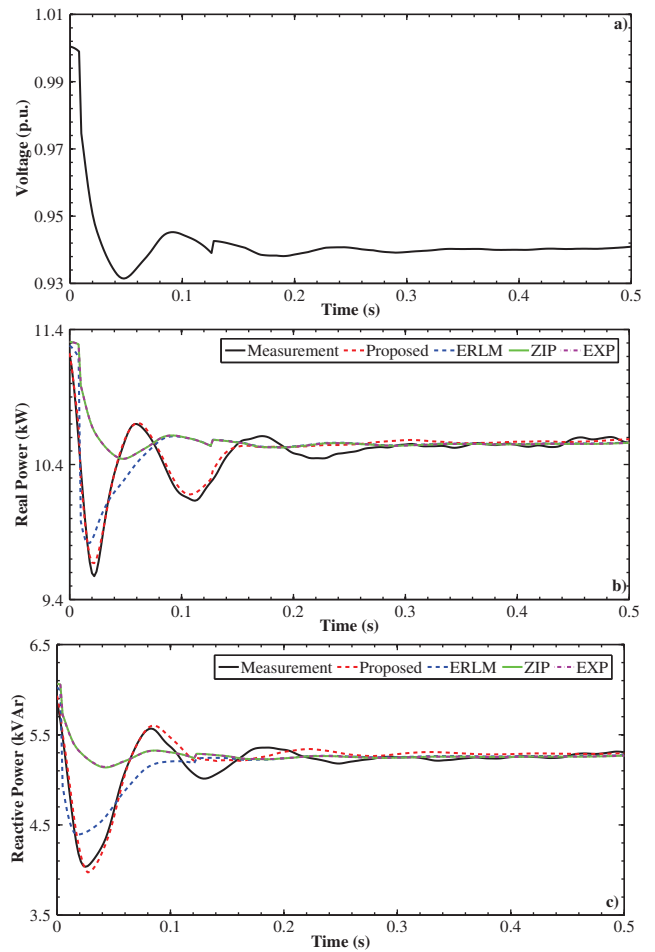 1.01
a)
0.99
0.97
0.95
0.93
Voltage (p.u.)
0
0.1
0.2
0.3
0.4
0.5
Time (s)
11.4
Measurement Proposed ERLM ZIP EXP
10.4
9.4
Real Power (kW)
b)
0
0.1
0.2
0.3
0.4
0.5
Time (s)
6.5
Measurement Proposed ERLM ZIP EXP
5.5
4.5
3.5
Reactive Power (kVAr)
c)
0
0.1
0.2
0.3
0.4
0.5
Time (s)